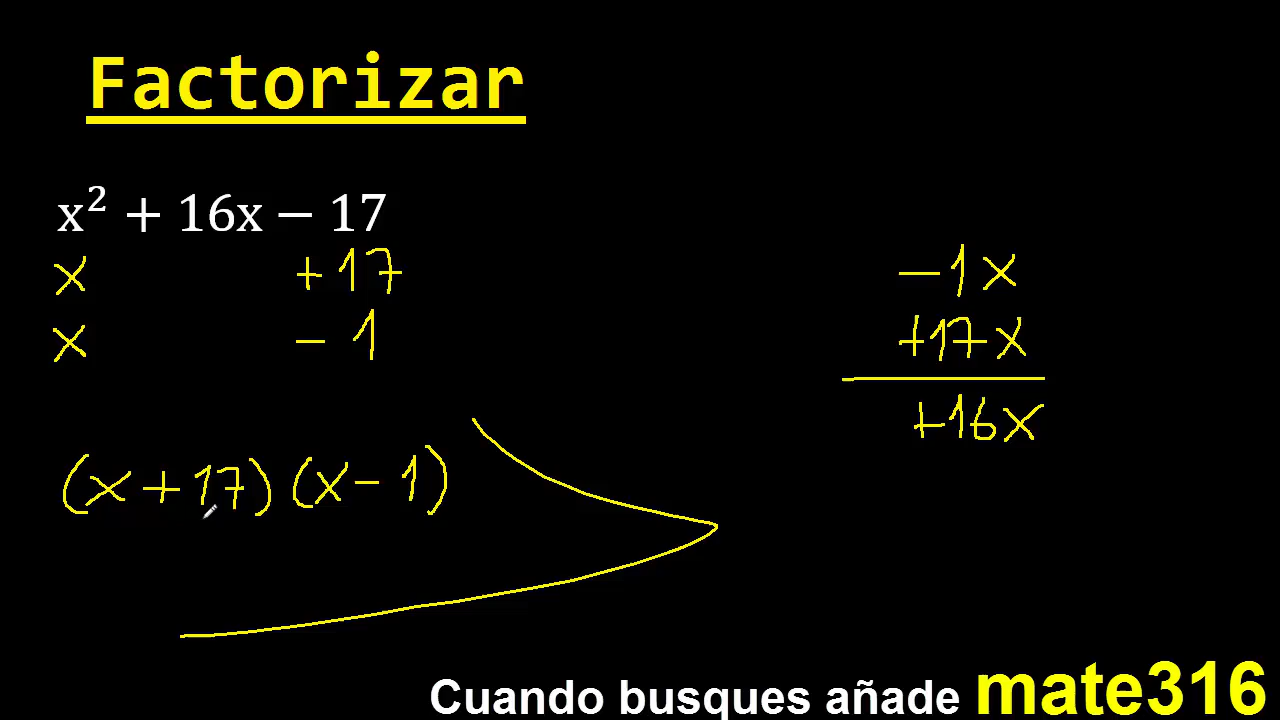 Factorizar
x² + 16x − 17
x +17
x - 1
(x + 17) (x - 1)
-1x
+17x
+16x
Cuando busques añade mate316